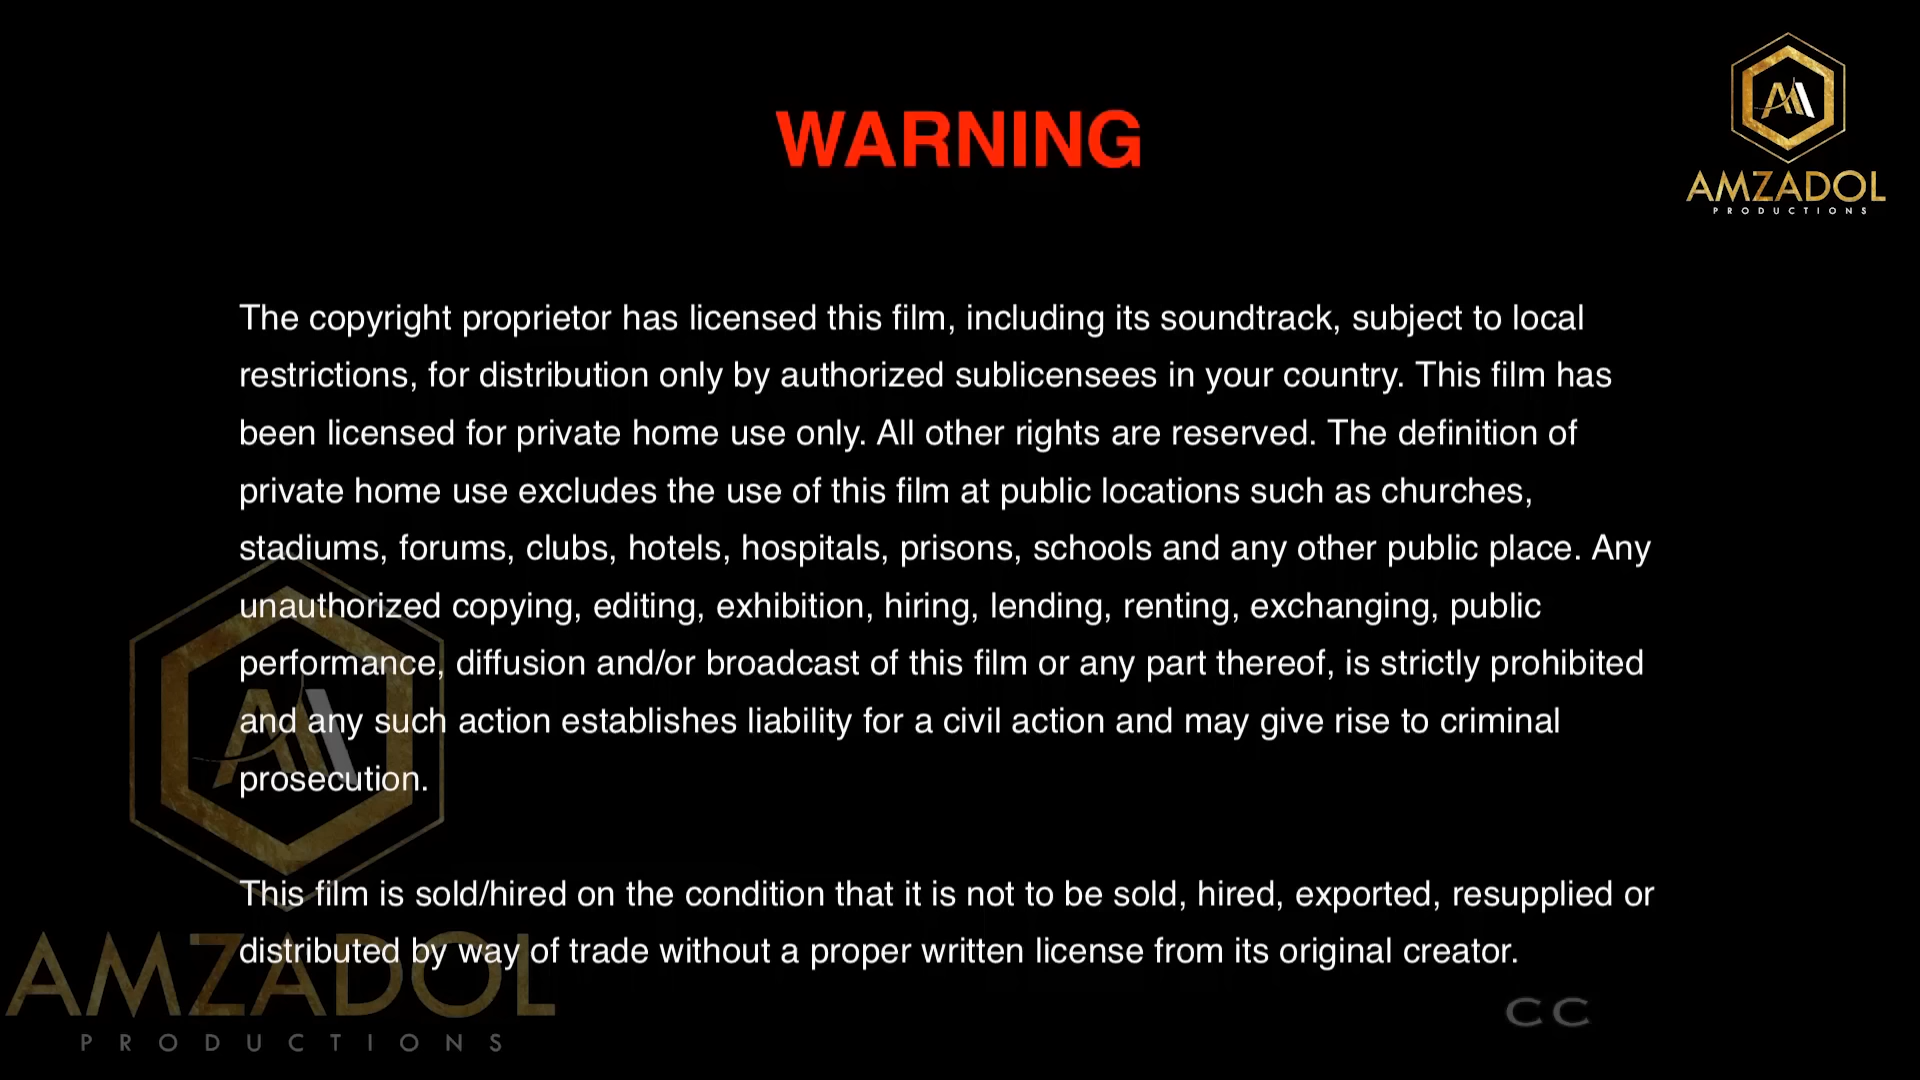 WARNING
AMZADOL
PRODUCTIONS
The copyright proprietor has licensed this film, including its soundtrack, subject to local
restrictions, for distribution only by authorized sublicensees in your country. This film has
been licensed for private home use only. All other rights are reserved. The definition of
private home use excludes the use of this film at public locations such as churches,
stadiums, forums, clubs, hotels, hospitals, prisons, schools and any other public place. Any
unauthorized copying, editing, exhibition, hiring, lending, renting, exchanging, public
performance, diffusion and/or broadcast of this film or any part thereof, is strictly prohibited
and any such action establishes liability for a civil action and may give rise to criminal
prosecution.
This film is sold/hired on the condition that it is not to be sold, hired, exported, resupplied or
distributed by way of trade without a proper written license from its original creator.
AMZADOL
PRODUCTIONS
CC